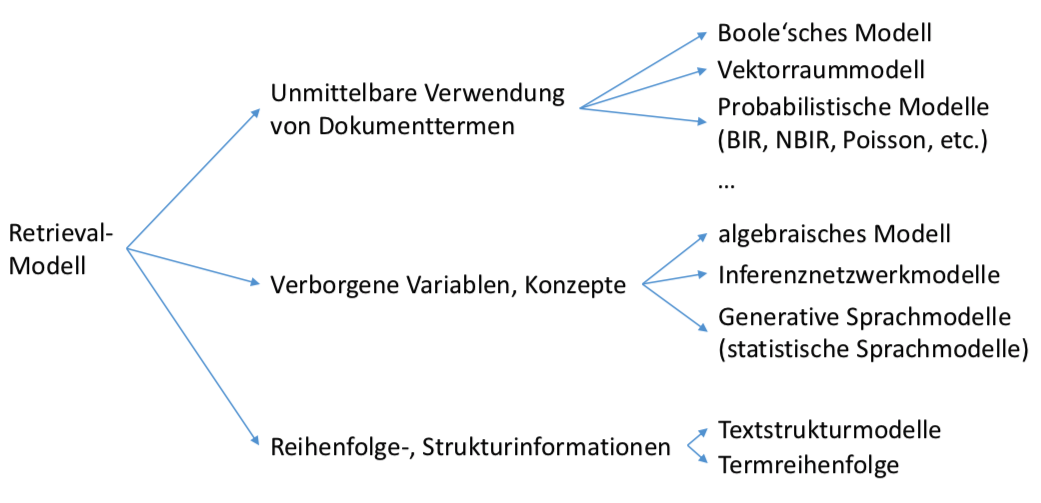 Retrieval-
Modell
Unmittelbare Verwendung
von Dokumenttermen
Boole‘sches Modell
Vektorraummodell
Probabilistische Modelle
(BIR, NBIR, Poisson, etc.)
...
Verborgene Variablen, Konzepte
algebraisches Modell
Inferenznetzwerkmodelle
Generative Sprachmodelle
(statistische Sprachmodelle)
Reihenfolge-, Strukturinformationen
Textstrukturmodelle
Termreihenfolge